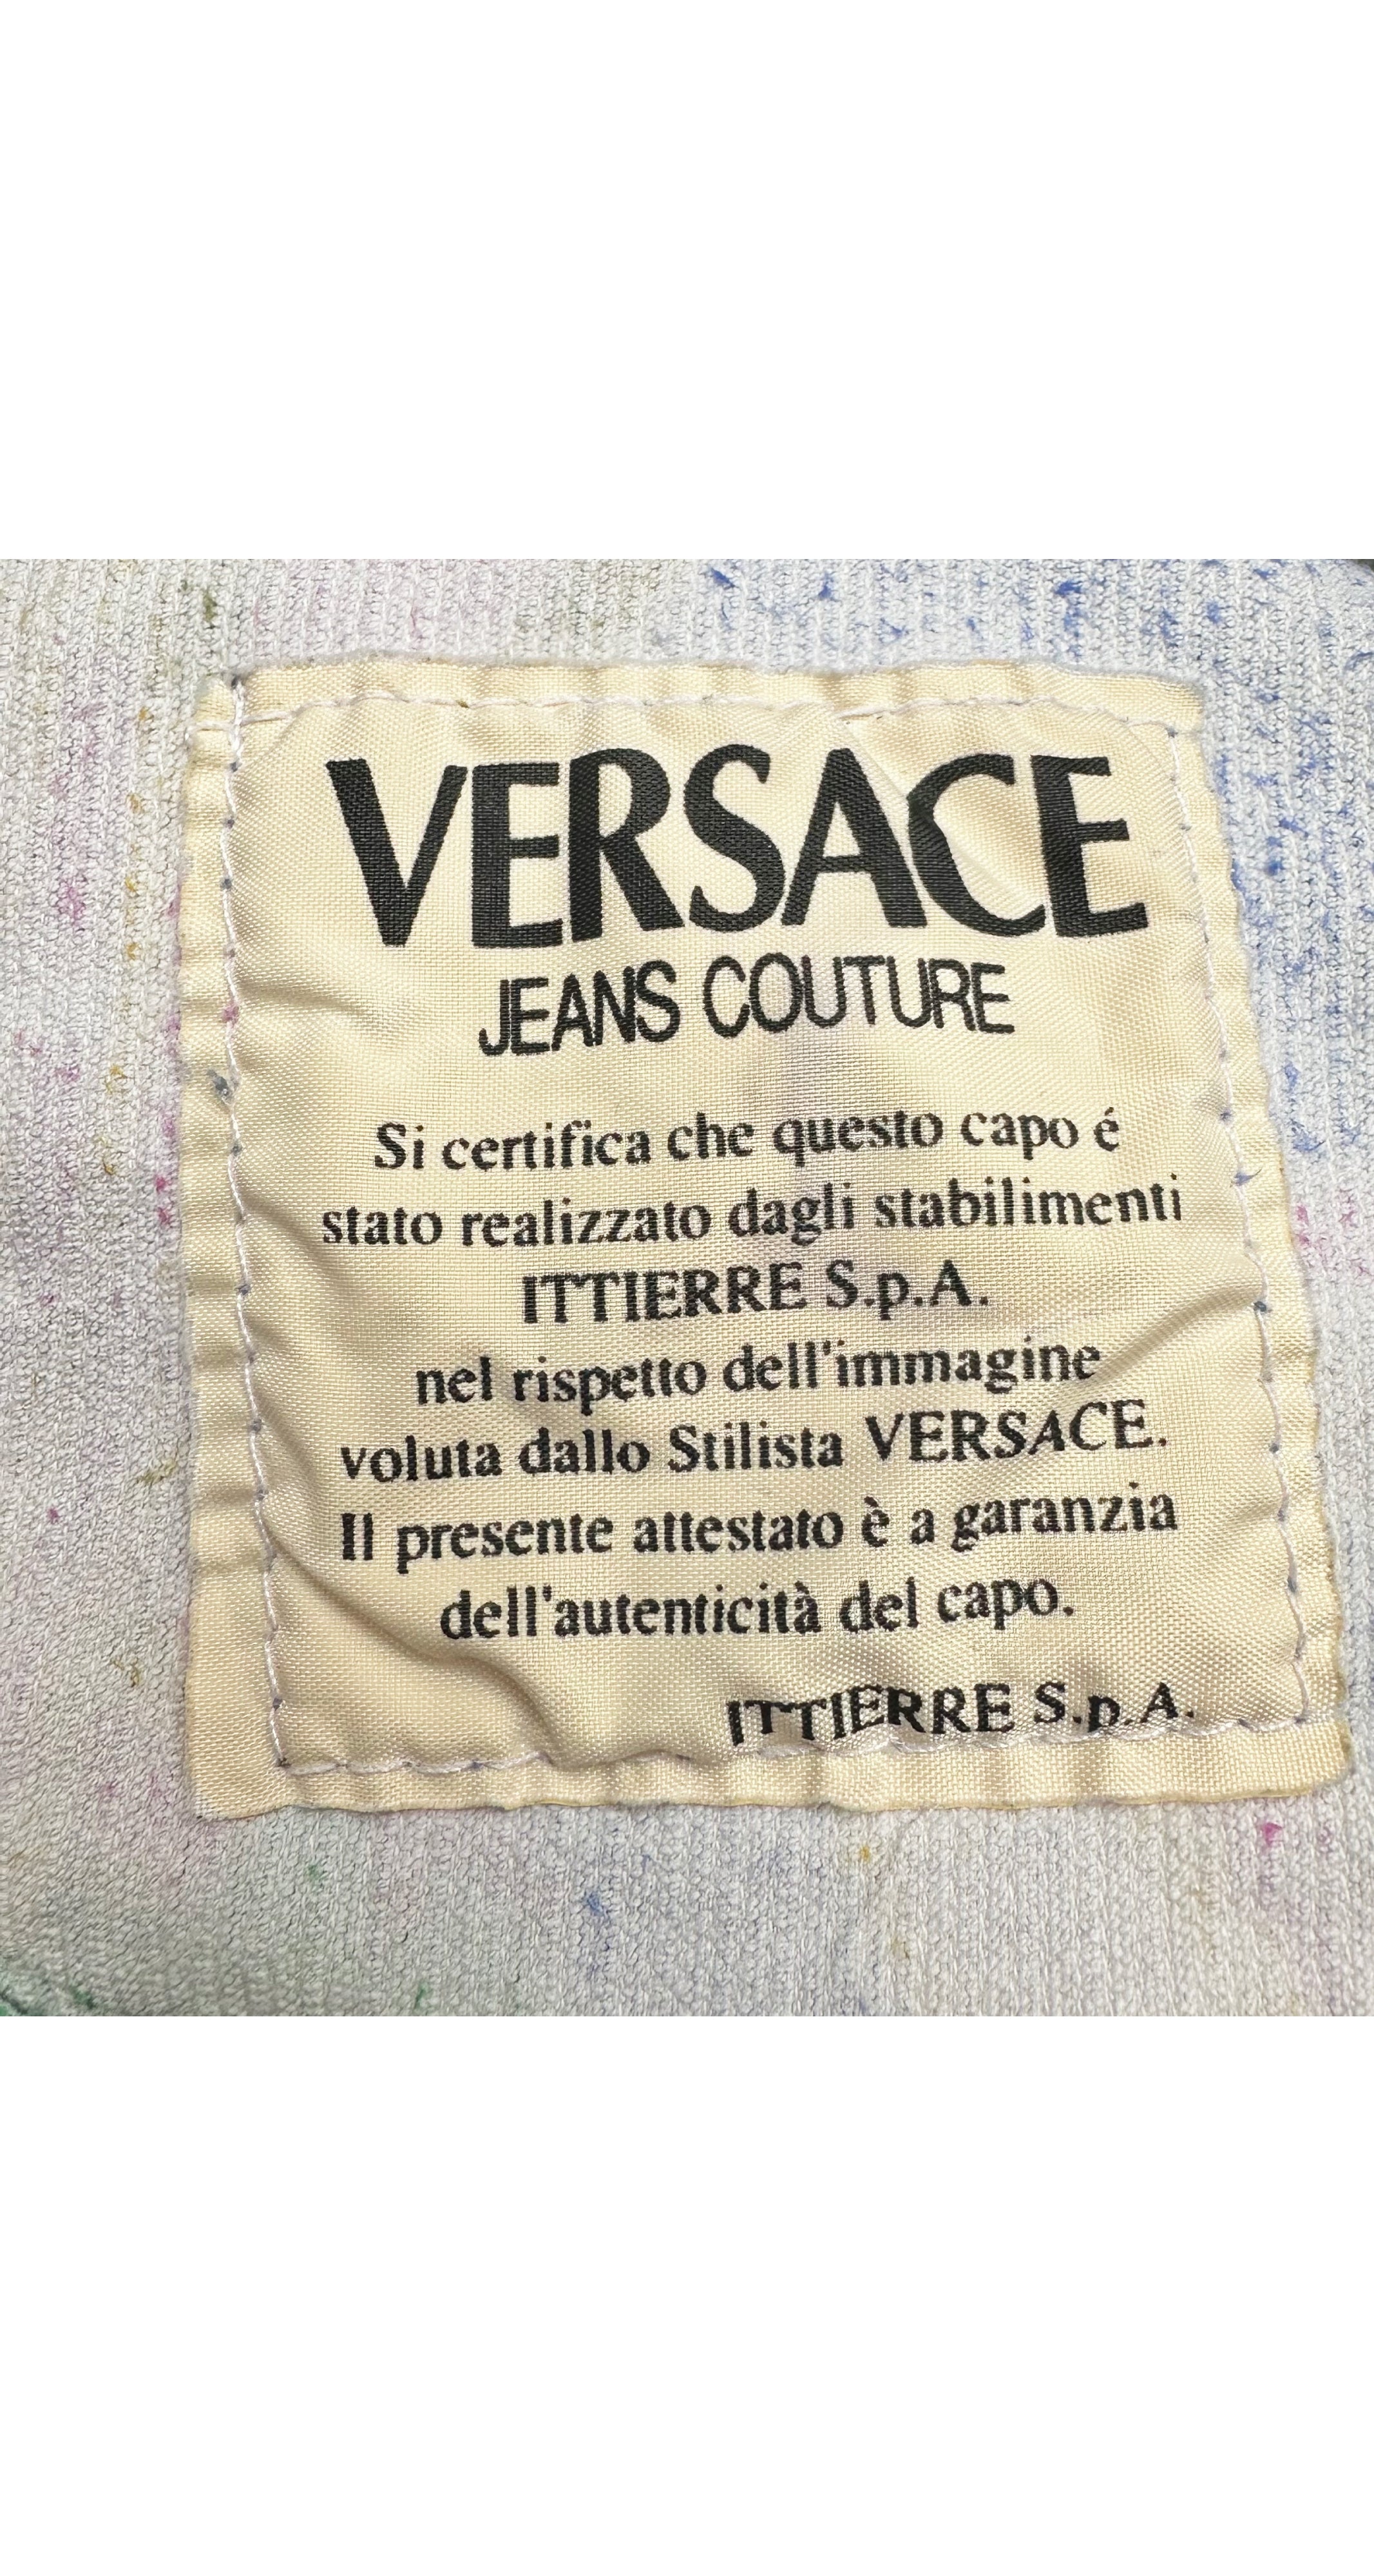 VERSACE
JEANS COUTURE
Si certifica che questo capo é
stato realizzato dagli stabilimenti
ITTIERRE S.p.A.
nel rispetto dell'immagine
voluta dallo Stilista VERSACE.
Il presente attestato è a garanzia
dell'autenticità del capo.
ITTIERRE S.p.A.